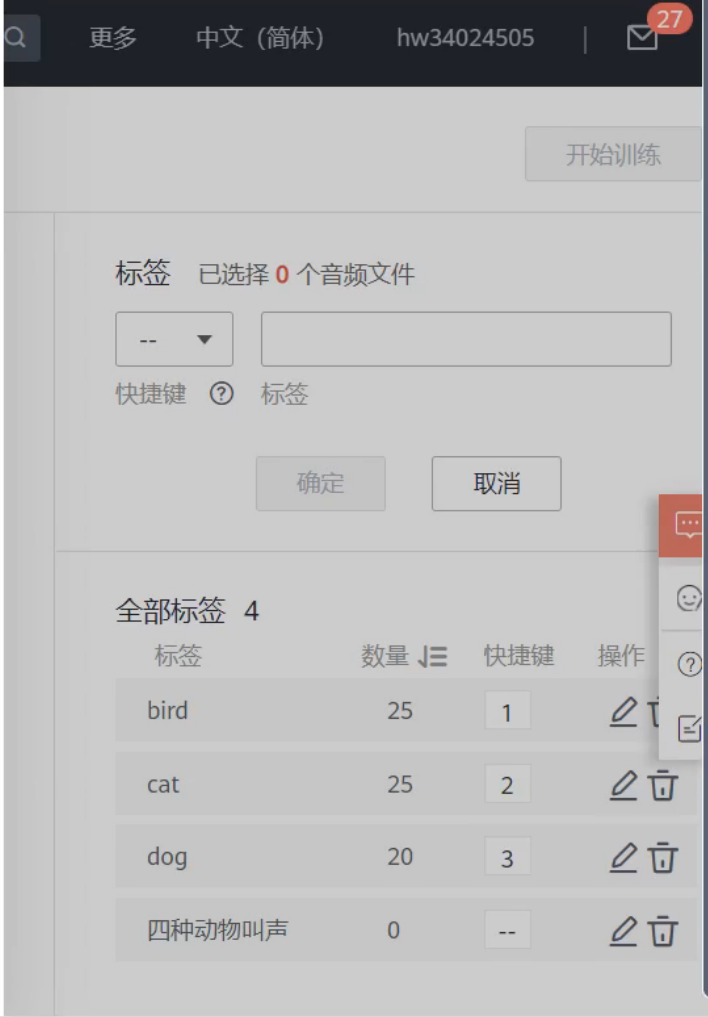 更多 中文（简体） hw34024505 | 27
开始训练
标签 已选择 0 个音频文件
--
快捷键 ? 标签
确定 取消
全部标签 4
标签 数量 快捷键 操作
bird 25 1
cat 25 2
dog 20 3
四种动物叫声 0 --